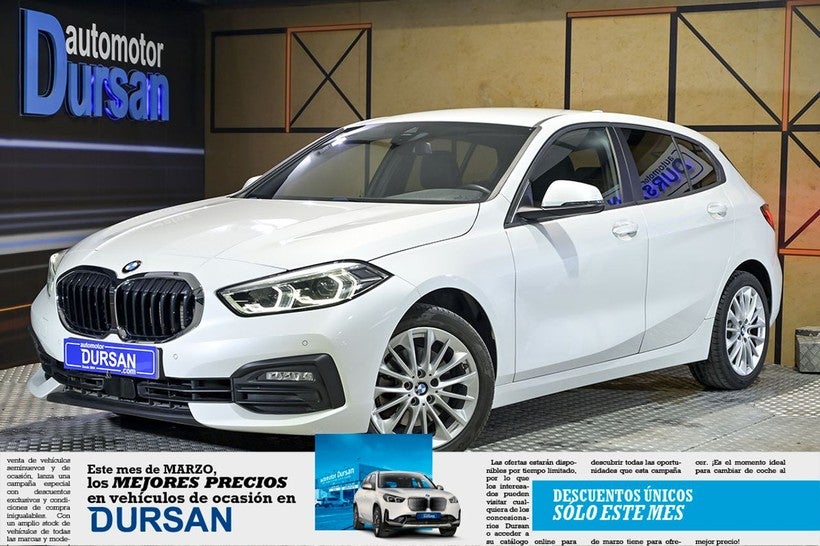 automotor
Dursan
automotor
DURSAN
automotor
DURSAN
.com
venta de vehículos
seminuevos y de
ocasión, lanza una
campaña especial
con descuentos
exclusivos y condi-
ciones de compra
inigualables. Con
un amplio stock de
vehículos de todas
las marcas y mode-
Este mes de MARZO,
los MEJORES PRECIOS
en vehículos de ocasión en
DURSAN
automotor Dursan
Las ofertas estarán dispo-
nibles por tiempo limitado,
por lo que
los interesa-
dos pueden
visitar cual-
quiera de los
concesiona-
rios Dursan
o acceder a
su catálogo
online para
descubrir todas las oportu-
nidades que esta campaña
de marzo tiene para ofre-
cer. ¡Es el momento ideal
para cambiar de coche al
mejor precio!
DESCUENTOS ÚNICOS
SÓLO ESTE MES